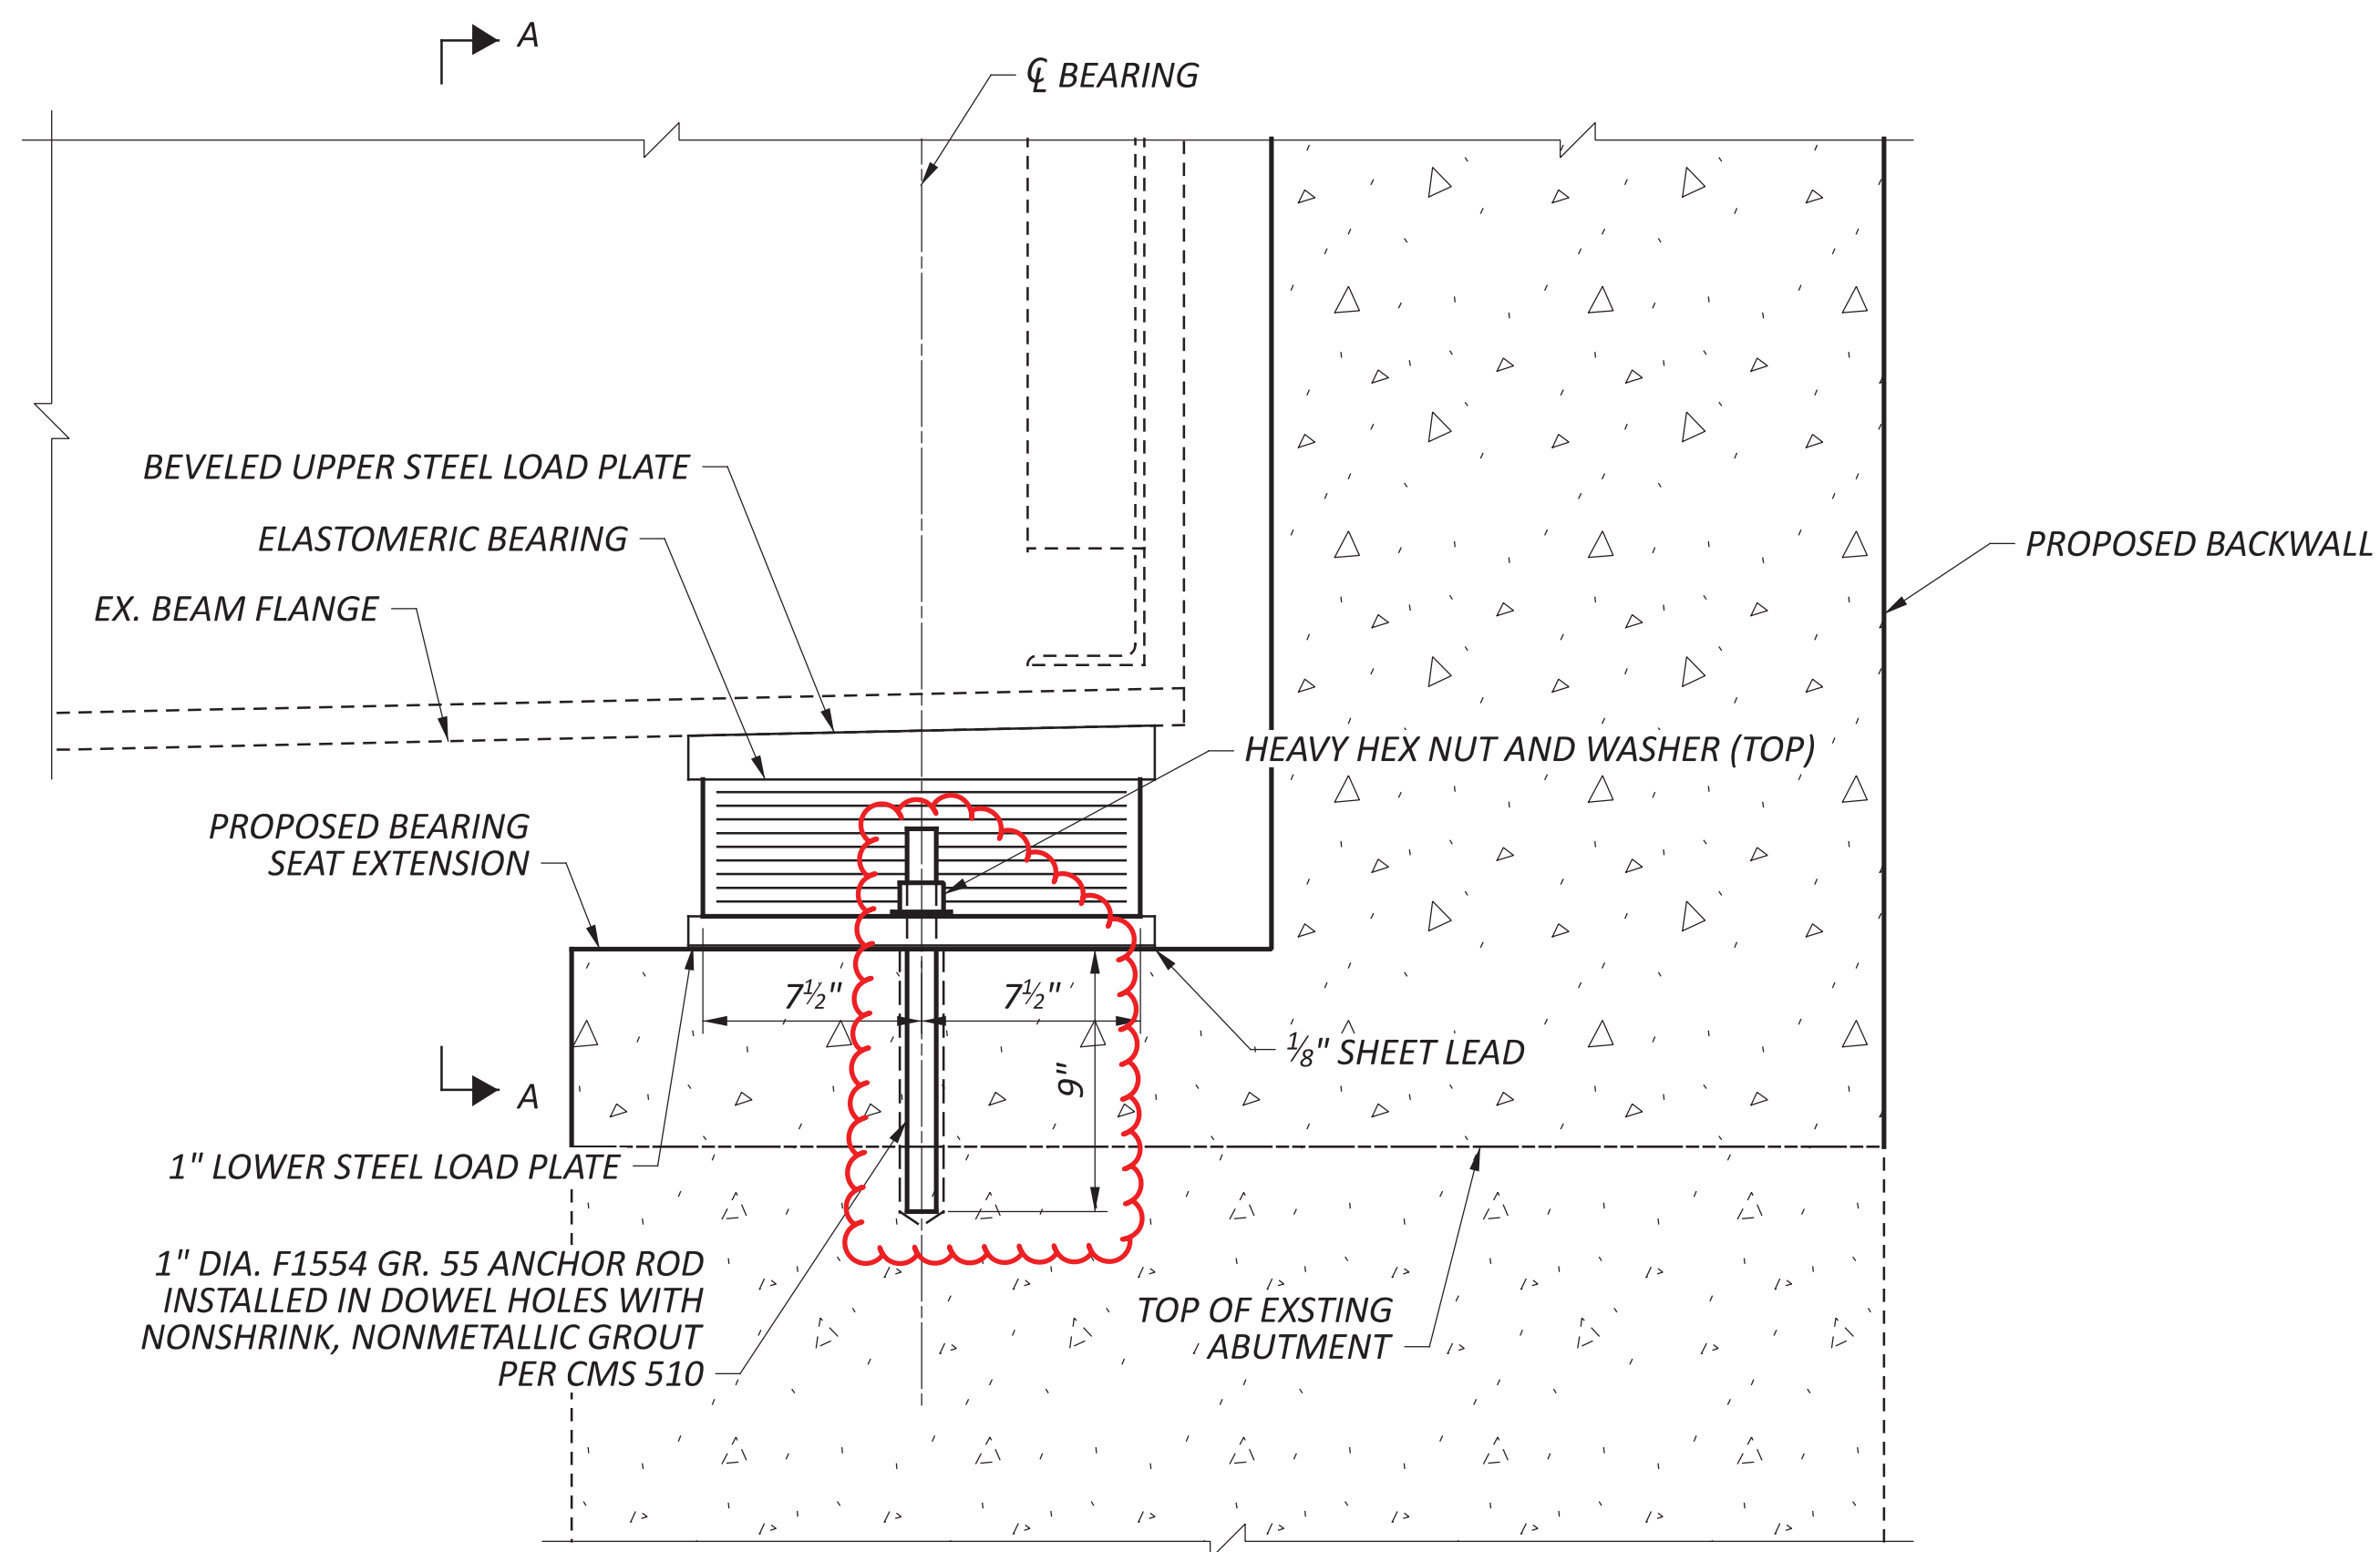 A
℄ BEARING
BEVELED UPPER STEEL LOAD PLATE
ELASTOMERIC BEARING
PROPOSED BACKWALL
EX. BEAM FLANGE
HEAVY HEX NUT AND WASHER (TOP)
PROPOSED BEARING
SEAT EXTENSION
7½"
7½"
9"
⅛" SHEET LEAD
A
1" LOWER STEEL LOAD PLATE
1" DIA. F1554 GR. 55 ANCHOR ROD
INSTALLED IN DOWEL HOLES WITH
NONSHRINK, NONMETALLIC GROUT
PER CMS 510
TOP OF EXSTING
ABUTMENT